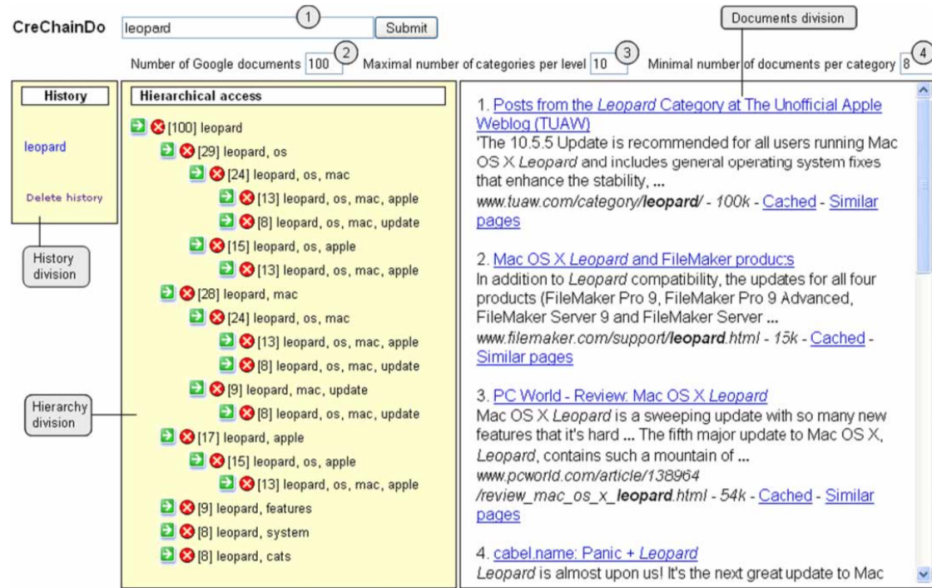 CreChainDo
leopard
1
Submit
Documents division
Number of Google documents 100
2
Maximal number of categories per level 10
3
Minimal number of documents per category 8
4
History
leopard
Delete history
History
division
Hierarchical access
[100] leopard
[29] leopard, os
[24] leopard, os, mac
[13] leopard, os, mac, apple
[8] leopard, os, mac, update
[15] leopard, os, apple
[13] leopard, os, mac, apple
[28] leopard, mac
[24] leopard, os, mac
[13] leopard, os, mac, apple
[8] leopard, os, mac, update
[9] leopard, mac, update
[8] leopard, os, mac, update
[17] leopard, apple
[15] leopard, os, apple
[13] leopard, os, mac, apple
[9] leopard, features
[8] leopard, system
[8] leopard, cats
Hierarchy
division
1. Posts from the Leopard Category at The Unofficial Apple
Weblog (TUAW)
'The 10.5.5 Update is recommended for all users running Mac
OS X Leopard and includes general operating system fixes
that enhance the stability, ...
www.tuaw.com/category/leopard/ - 100k - Cached - Similar
pages
2. Mac OS X Leopard and FileMaker products
In addition to Leopard compatibility, the updates for all four
products (FileMaker Pro 9, FileMaker Pro 9 Advanced,
FileMaker Server 9 and FileMaker Server ...
www.filemaker.com/support/leopard.html - 15k - Cached -
Similar pages
3. PC World - Review: Mac OS X Leopard
Mac OS X Leopard is a sweeping update with so many new
features that it's hard ... The fifth major update to Mac OS X,
Leopard, contains such a mountain of ...
www.pcworld.com/article/138964
/review_mac_os_x_leopard.html - 54k - Cached - Similar
pages
4. cabel.name: Panic + Leopard
Leopard is almost upon us! It's the next great update to Mac